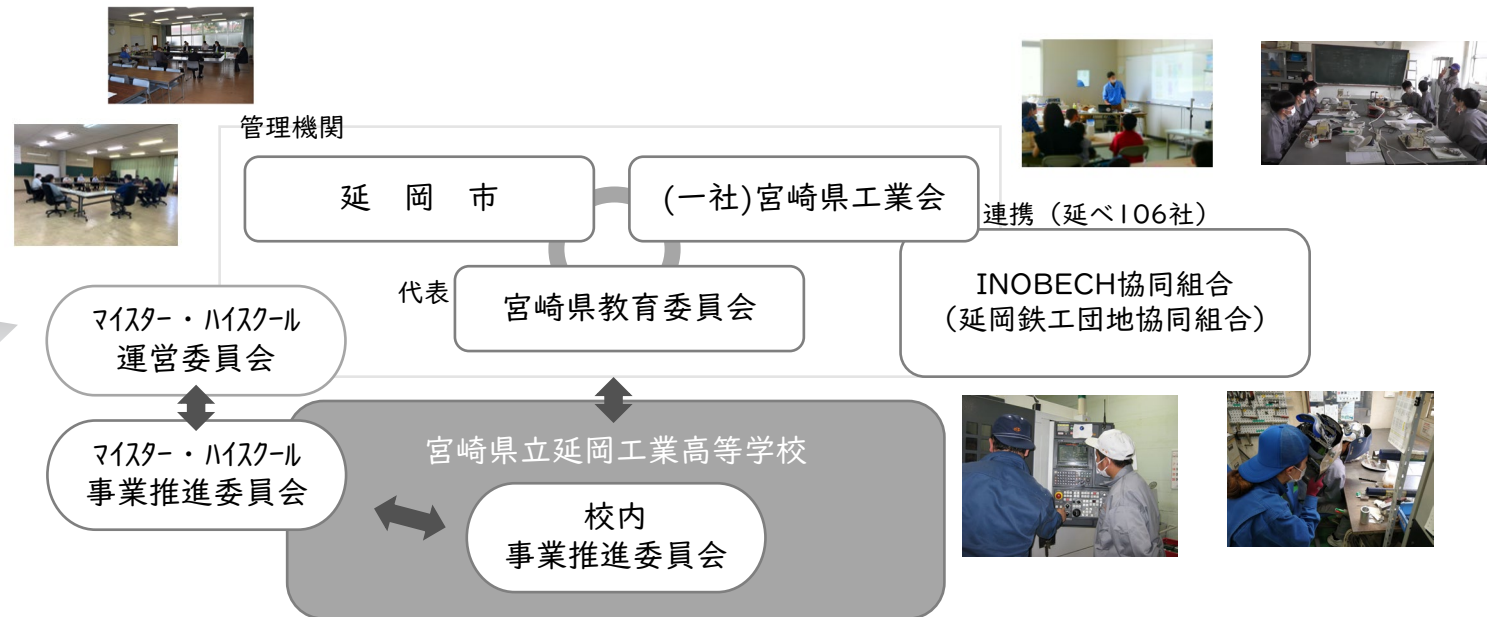 管理機関
延 岡 市
(一社)宮崎県工業会
連携（延べ106社）
代表
宮崎県教育委員会
INOBECH協同組合
（延岡鉄工団地協同組合）
ﾏｲｽﾀｰ・ﾊｲｽｸｰﾙ
運営委員会
ﾏｲｽﾀｰ・ﾊｲｽｸｰﾙ
事業推進委員会
宮崎県立延岡工業高等学校
校内
事業推進委員会